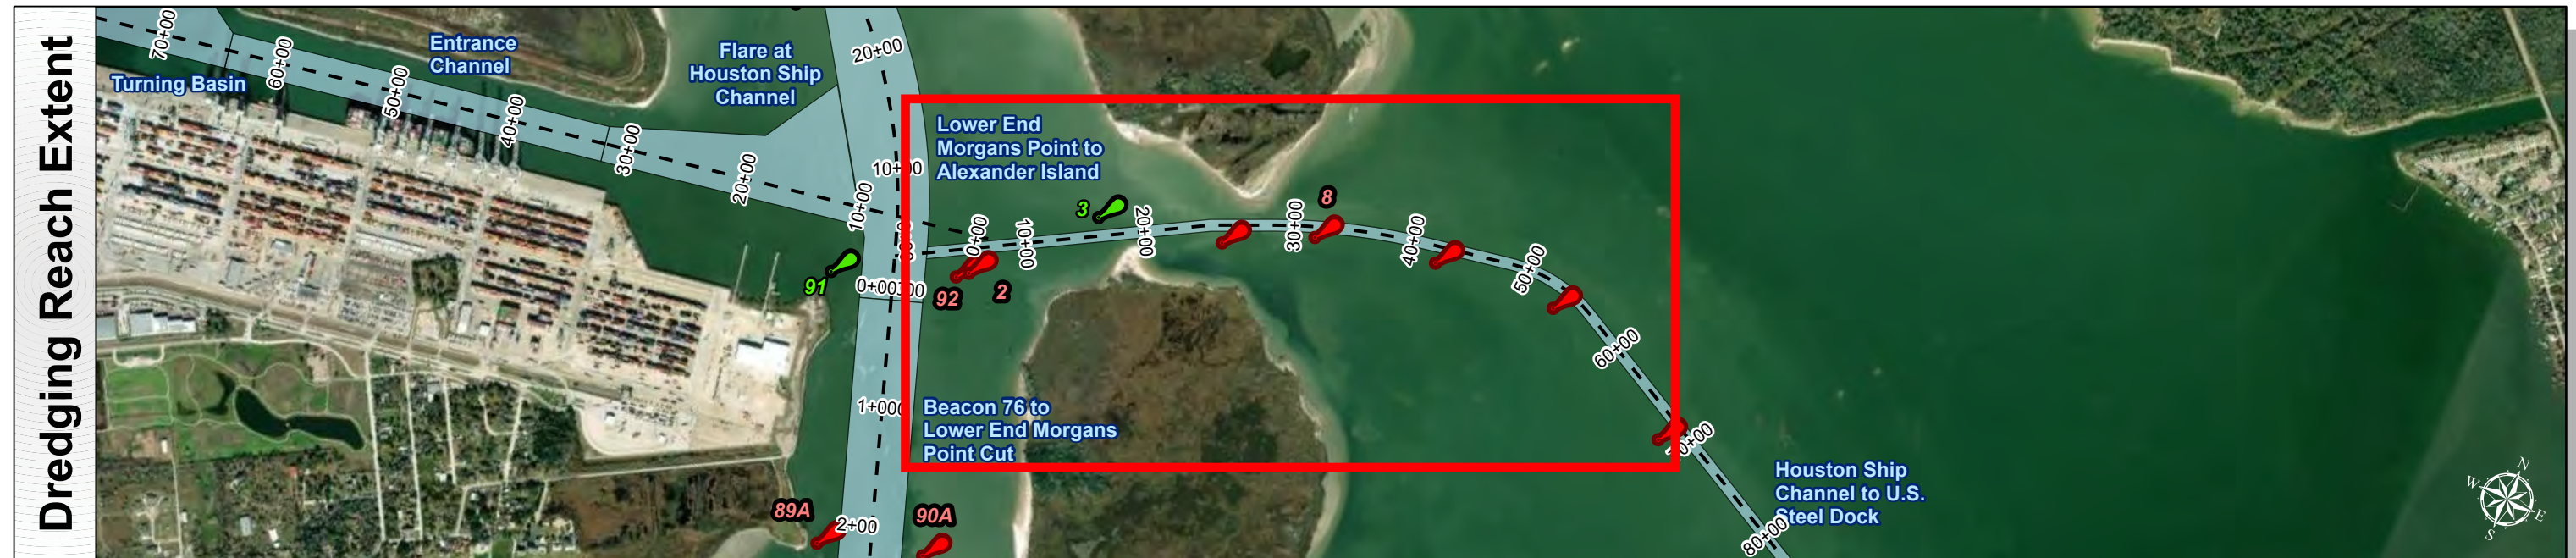 Dredging Reach Extent
70+00
60+00
50+00
40+00
30+00
20+00
10+00
Turning Basin
Entrance
Channel
Flare at
Houston Ship
Channel
20+00
10+00
Lower End
Morgans Point to
Alexander Island
0+00
10+00
20+00
30+00
40+00
50+00
60+00
80+00
3
8
91
92
2
0+00
1+000
Beacon 76 to
Lower End Morgans
Point Cut
89A
2+00
90A
Houston Ship
Channel to U.S.
Steel Dock
N
W
E
S